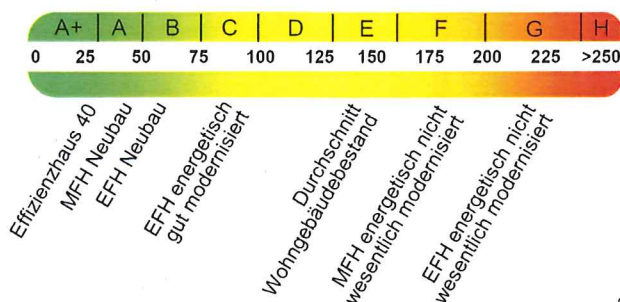 A+ A B C D E F G H
0 25 50 75 100 125 150 175 200 225 >250
Effizienzhaus 40
MFH Neubau
EFH Neubau
EFH energetisch
gut modernisiert
Durchschnitt
Wohngebäudebestand
MFH energetisch nicht
wesentlich modernisiert
EFH energetisch nicht
wesentlich modernisiert